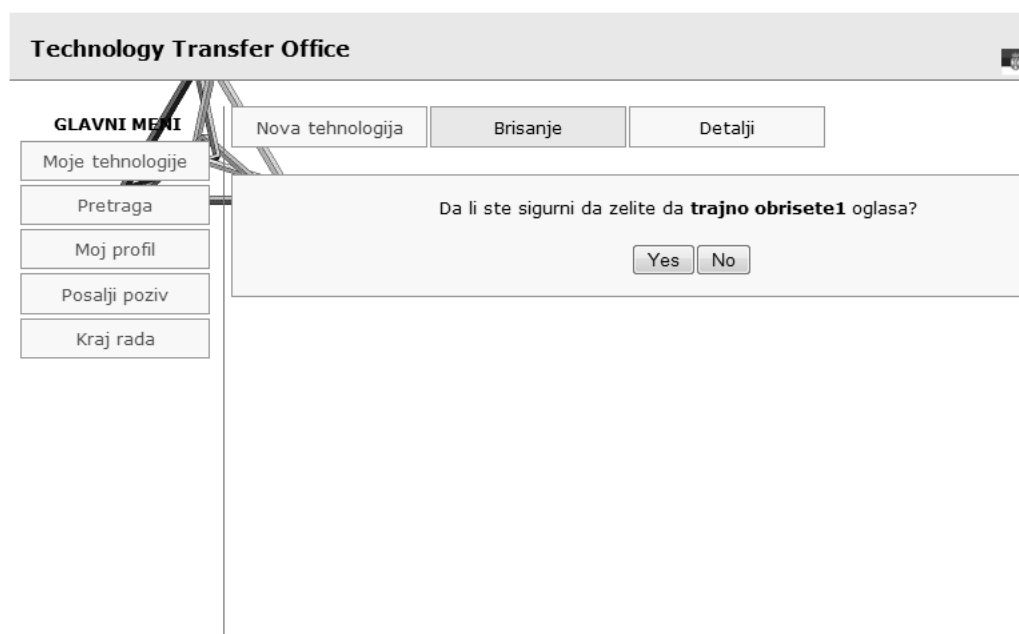 Technology Transfer Office
GLAVNI MENI
Moje tehnologije
Pretraga
Moj profil
Posalji poziv
Kraj rada
Nova tehnologija
Brisanje
Detalji
Da li ste sigurni da zelite da trajno obrisete1 oglasa?
Yes
No